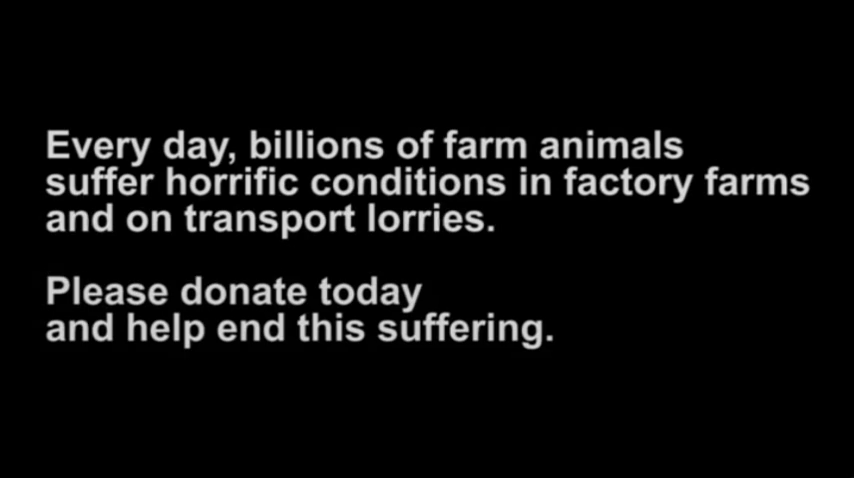 Every day, billions of farm animals
suffer horrific conditions in factory farms
and on transport lorries.
Please donate today
and help end this suffering.